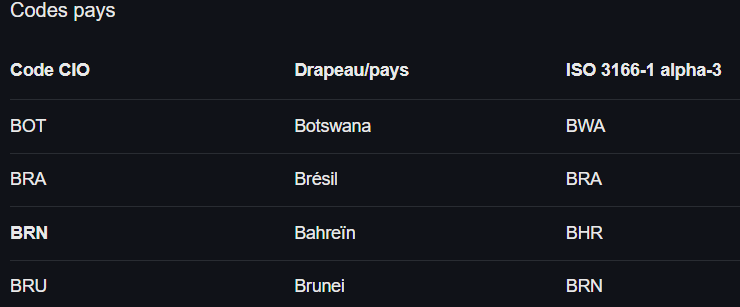 Codes pays
Code CIO Drapeau/pays ISO 3166-1 alpha-3
BOT Botswana BWA
BRA Brésil BRA
BRN Bahreïn BHR
BRU Brunei BRN